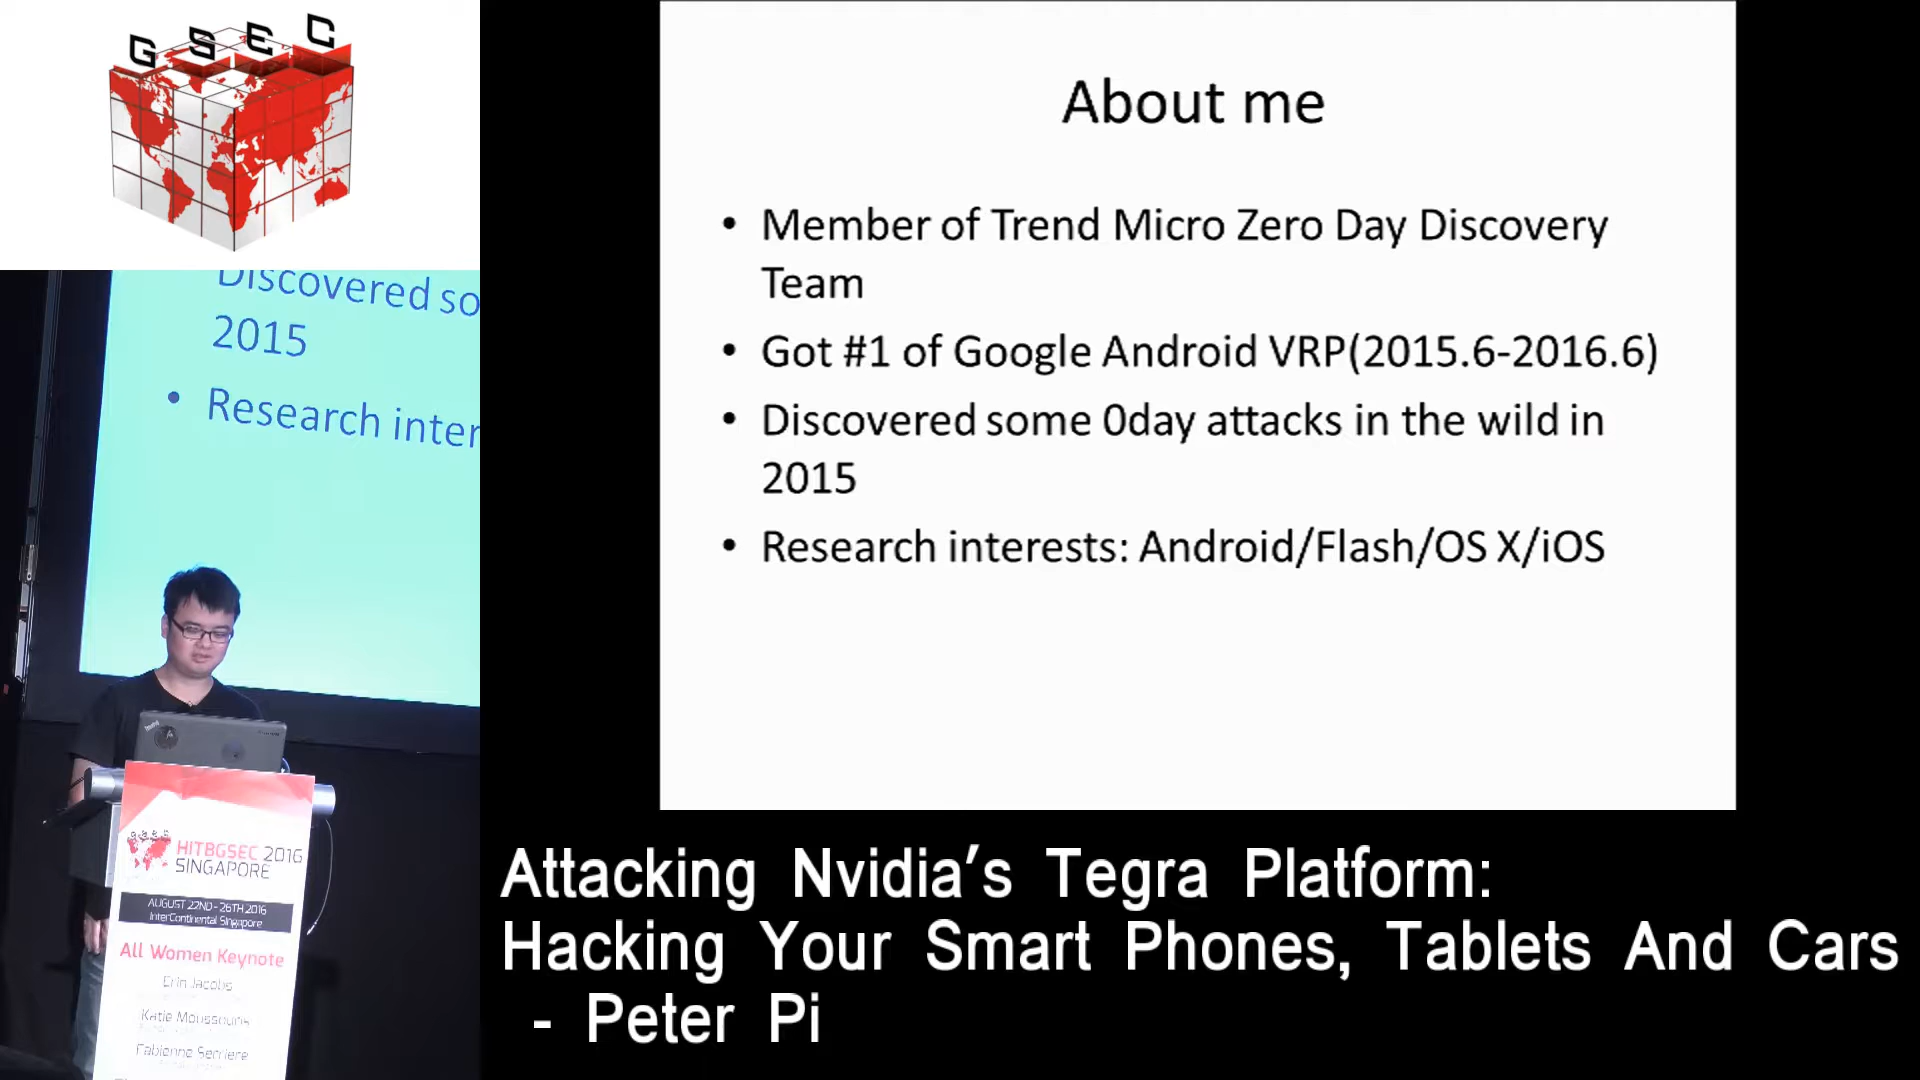 GSEC
Discovered so
2015
• Research inter
HITBGSEC 2016
SINGAPORE
AUGUST 22ND - 26TH 2016
InterContinental Singapore
All Women Keynote
Erin Jacobs
Katie Moussouris
Fabienne Serriere
About me
• Member of Trend Micro Zero Day Discovery
Team
• Got #1 of Google Android VRP(2015.6-2016.6)
• Discovered some 0day attacks in the wild in
2015
• Research interests: Android/Flash/OS X/iOS
Attacking Nvidia's Tegra Platform:
Hacking Your Smart Phones, Tablets And Cars
- Peter Pi